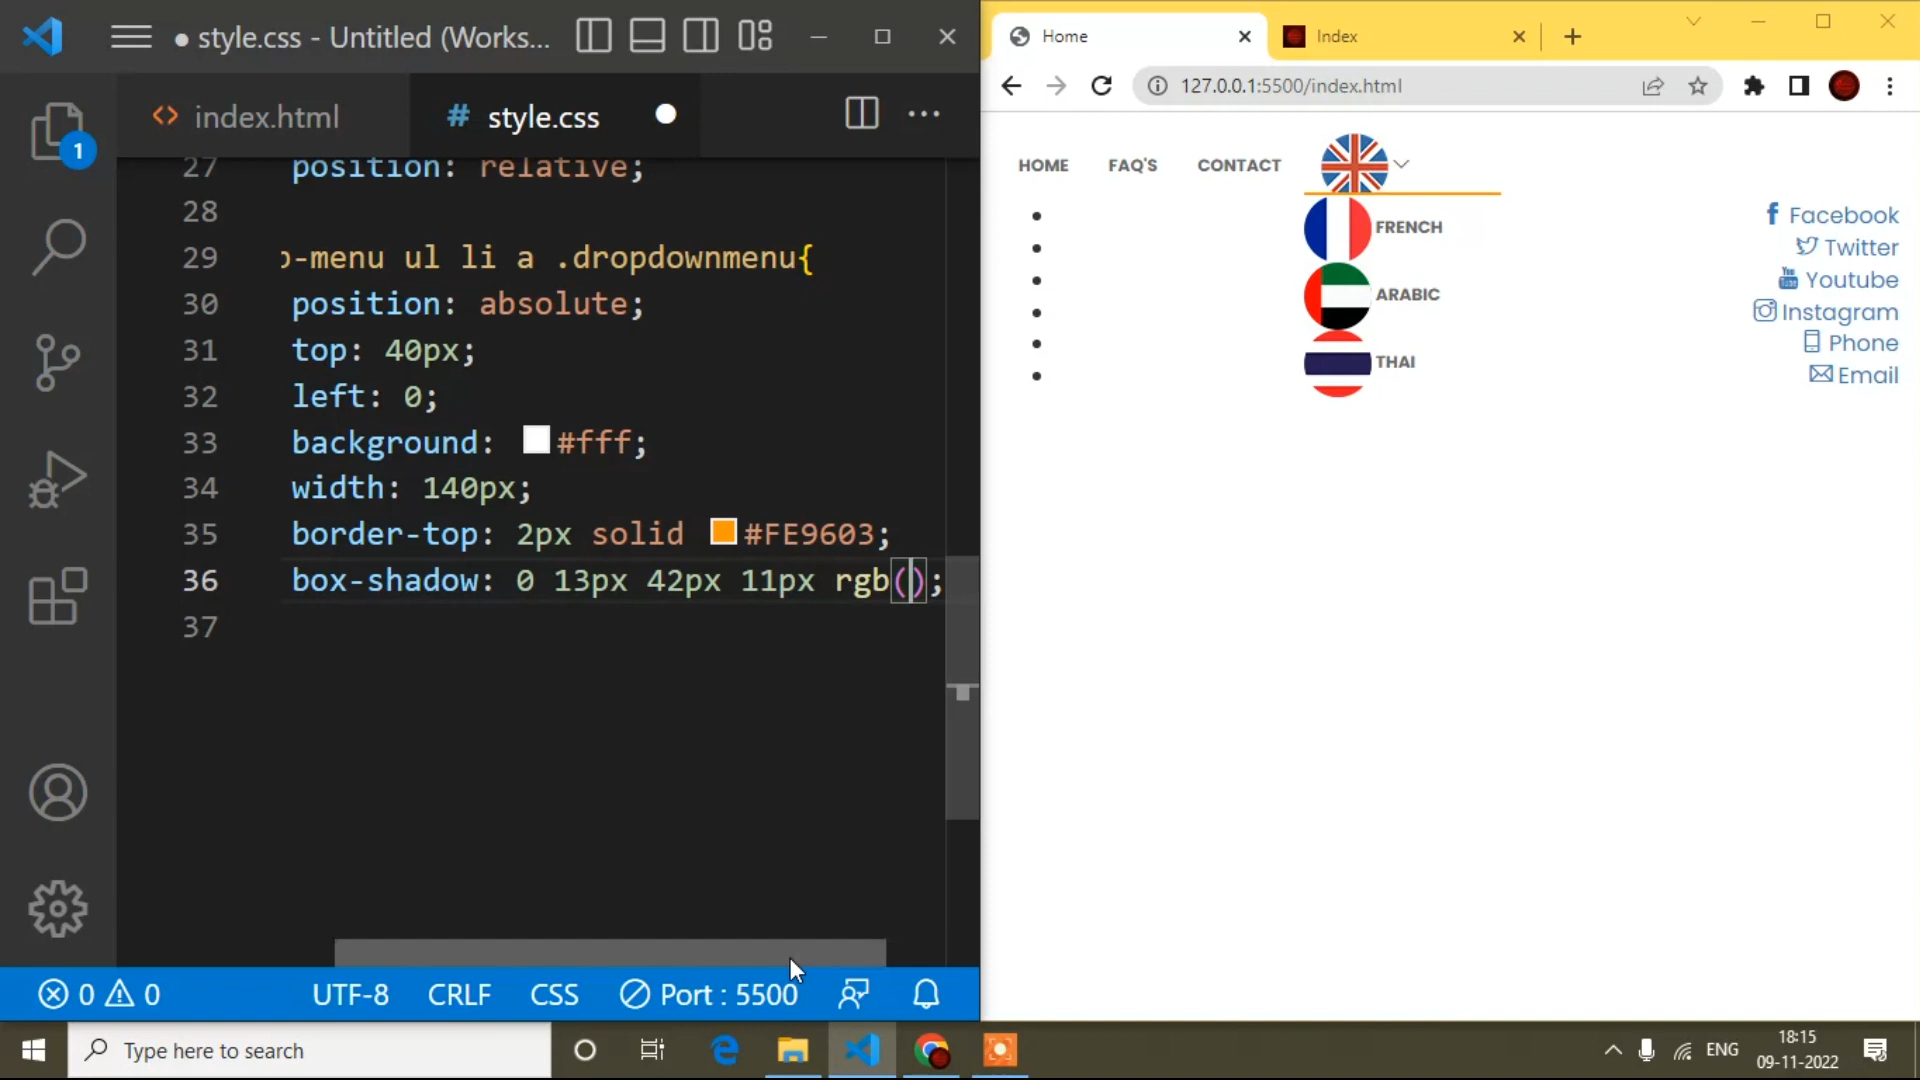 style.css - Untitled (Works...
index.html
# style.css
1
27 position: relative;
28
29 p-menu ul li a .dropdownmenu{
30 position: absolute;
31 top: 40px;
32 left: 0;
33 background: #fff;
34 width: 140px;
35 border-top: 2px solid #FE9603;
36 box-shadow: 0 13px 42px 11px rgb();
37
0 0 UTF-8 CRLF CSS Port : 5500
Home
Index
127.0.0.1:5500/index.html
HOME FAQ'S CONTACT
FRENCH
ARABIC
THAI
Facebook
Twitter
Youtube
Instagram
Phone
Email
Type here to search
ENG
18:15
09-11-2022